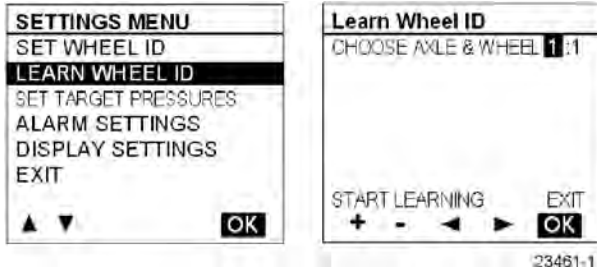 SETTINGS MENU
SET WHEEL ID
LEARN WHEEL ID
SET TARGET PRESSURES
ALARM SETTINGS
DISPLAY SETTINGS
EXIT
▲ ▼ OK
Learn Wheel ID
CHOOSE AXLE & WHEEL 1:1
START LEARNING EXIT
+ - ◄ ► OK
23461-1